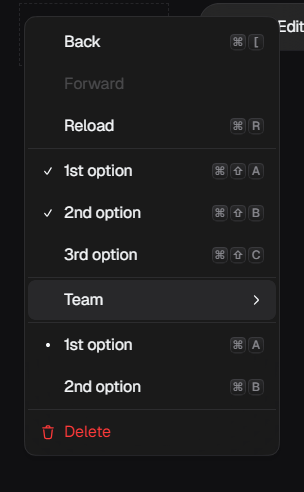 Edit
Back ⌘ [
Forward
Reload ⌘ R
1st option ⌘ ⇧ A
2nd option ⌘ ⇧ B
3rd option ⌘ ⇧ C
Team
1st option ⌘ A
2nd option ⌘ B
Delete